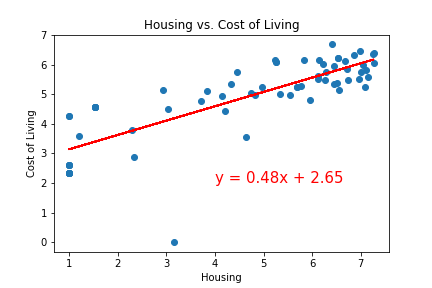 Housing vs. Cost of Living
7
6
5
4
3
2
1
0
Cost of Living
y = 0.48x + 2.65
1 2 3 4 5 6 7
Housing